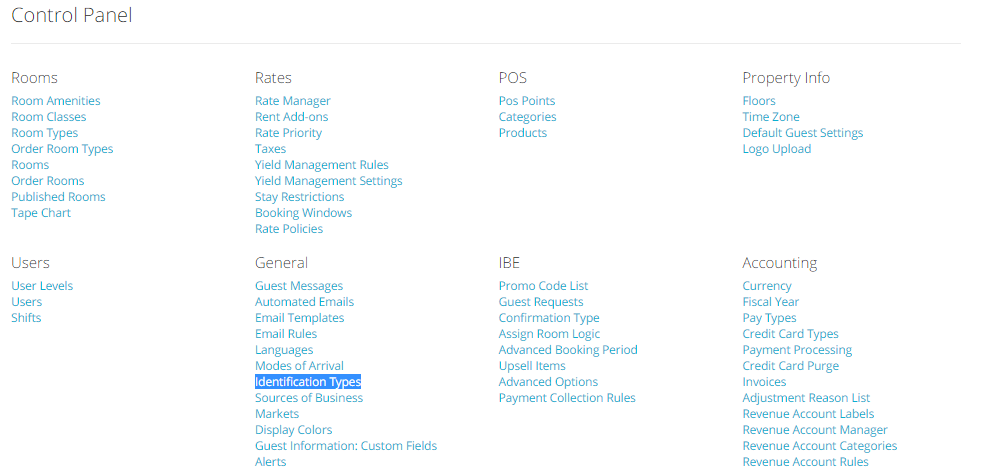 Control Panel
Rooms
Room Amenities
Room Classes
Room Types
Order Room Types
Rooms
Order Rooms
Published Rooms
Tape Chart
Rates
Rate Manager
Rent Add-ons
Rate Priority
Taxes
Yield Management Rules
Yield Management Settings
Stay Restrictions
Booking Windows
Rate Policies
POS
Pos Points
Categories
Products
Property Info
Floors
Time Zone
Default Guest Settings
Logo Upload
Users
User Levels
Users
Shifts
General
Guest Messages
Automated Emails
Email Templates
Email Rules
Languages
Modes of Arrival
Identification Types
Sources of Business
Markets
Display Colors
Guest Information: Custom Fields
Alerts
IBE
Promo Code List
Guest Requests
Confirmation Type
Assign Room Logic
Advanced Booking Period
Upsell Items
Advanced Options
Payment Collection Rules
Accounting
Currency
Fiscal Year
Pay Types
Credit Card Types
Payment Processing
Credit Card Purge
Invoices
Adjustment Reason List
Revenue Account Labels
Revenue Account Manager
Revenue Account Categories
Revenue Account Rules